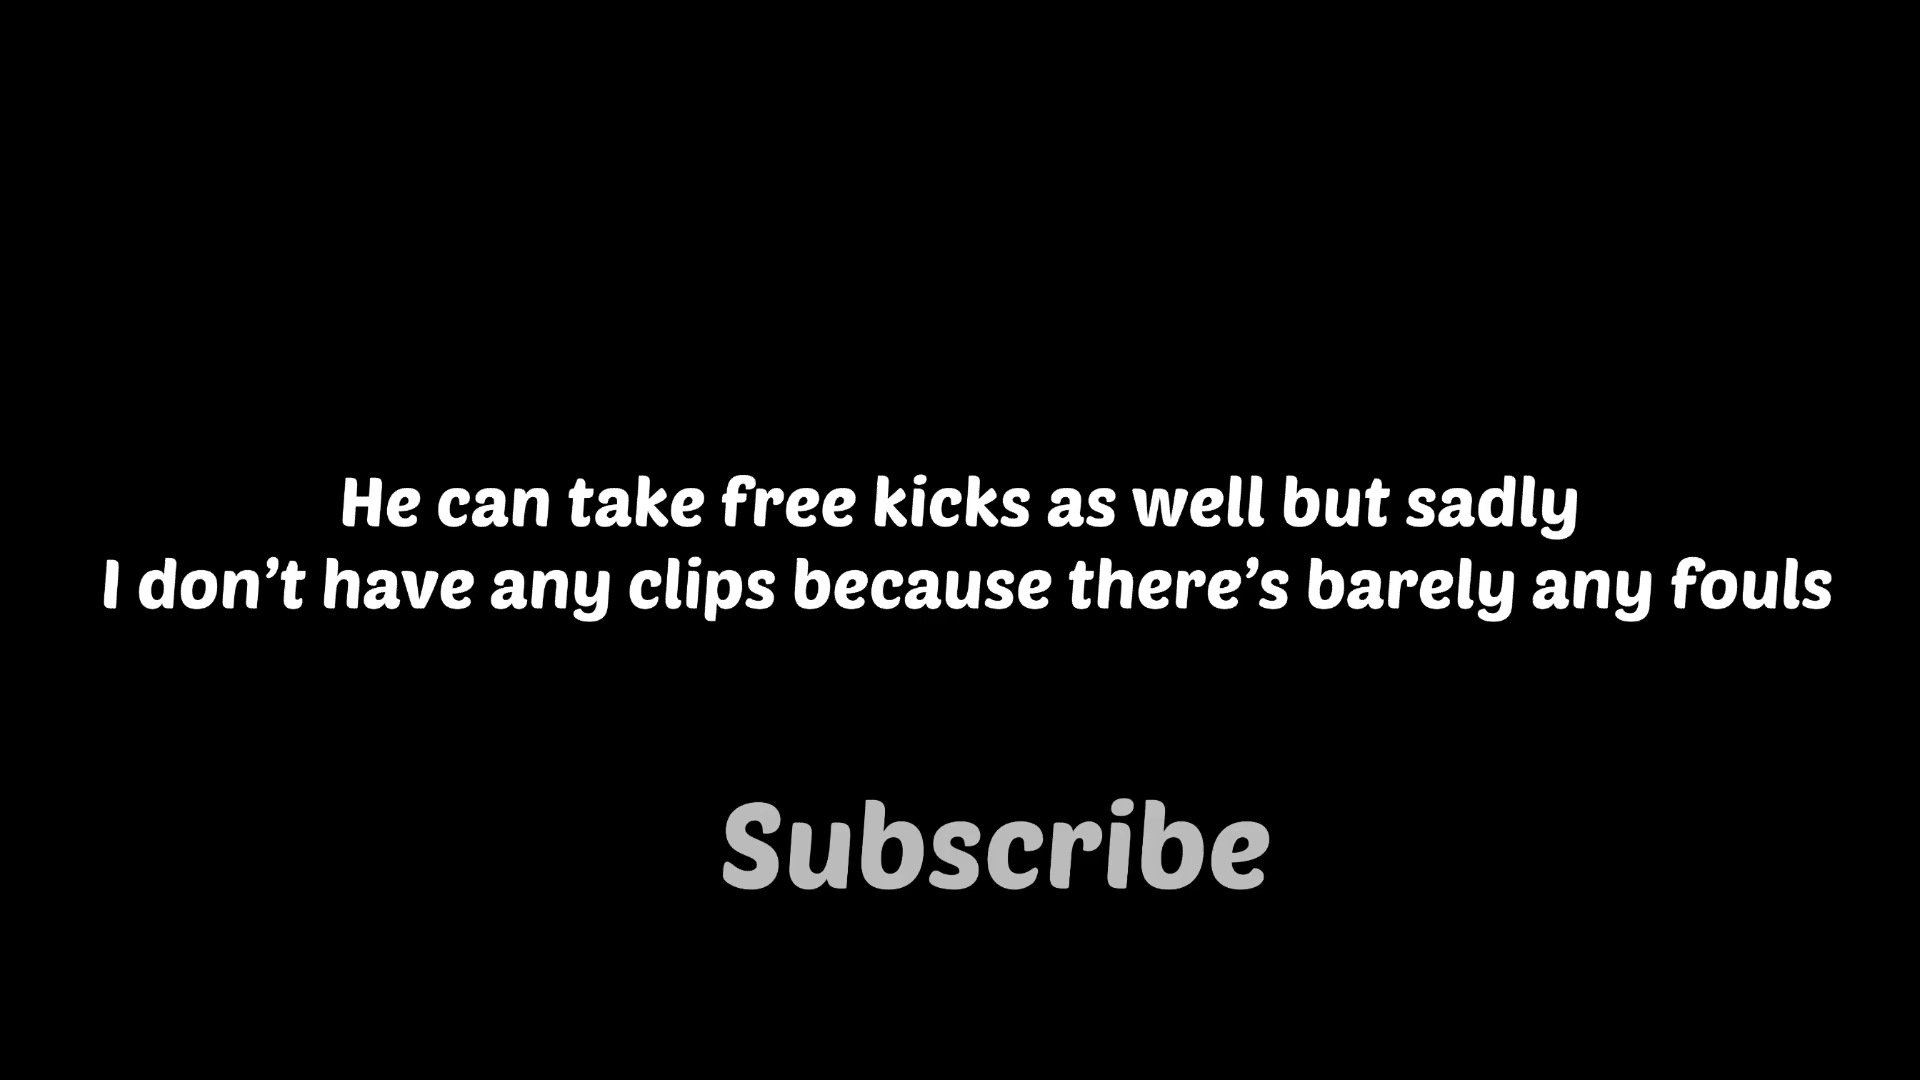 He can take free kicks as well but sadly
I don’t have any clips because there’s barely any fouls
Subscribe